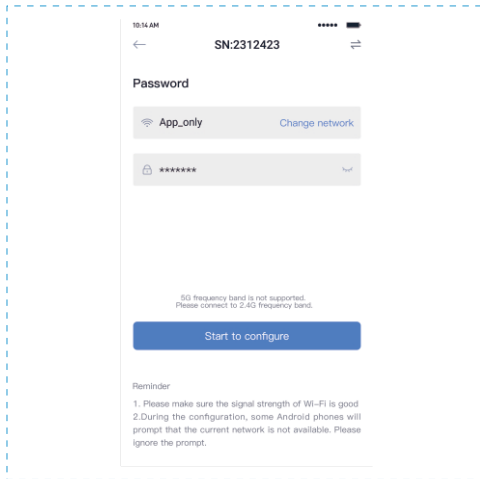 10:14 AM
SN:2312423
Password
App_only Change network
*******
5G frequency band is not supported.
Please connect to 2.4G frequency band.
Start to configure
Reminder
1. Please make sure the signal strength of Wi-Fi is good
2.During the configuration, some Android phones will
prompt that the current network is not available. Please
ignore the prompt.